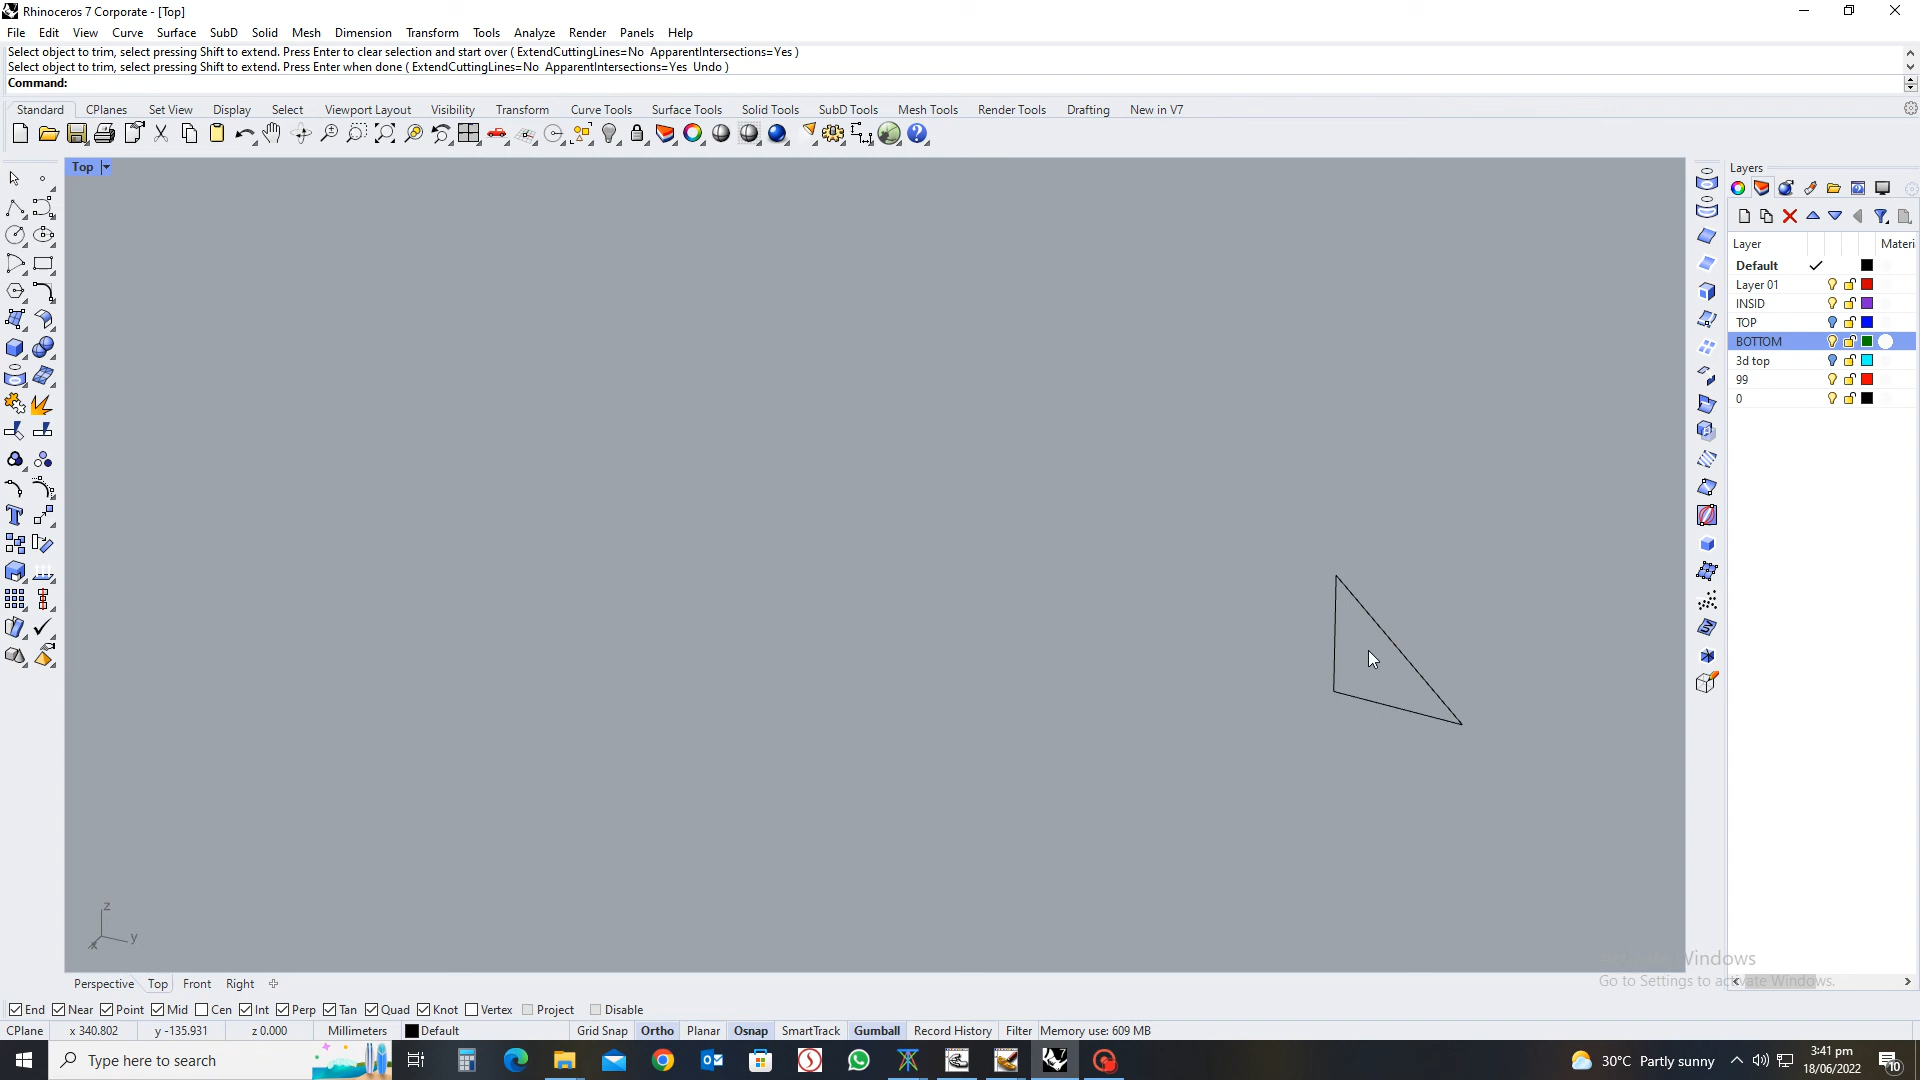 Rhinoceros 7 Corporate - [Top]
File Edit View Curve Surface SubD Solid Mesh Dimension Transform Tools Analyze Render Panels Help
Select object to trim, select pressing Shift to extend. Press Enter to clear selection and start over ( ExtendCuttingLines=No ApparentIntersections=Yes )
Select object to trim, select pressing Shift to extend. Press Enter when done ( ExtendCuttingLines=No ApparentIntersections=Yes Undo )
Command:
Standard CPlanes Set View Display Select Viewport Layout Visibility Transform Curve Tools Surface Tools Solid Tools SubD Tools Mesh Tools Render Tools Drafting New in V7
Top
Layers
Layer Materi
Default
Layer 01
INSID
TOP
BOTTOM
3d top
99
0
z
y
x
Windows
Go to Settings to activate Windows.
Perspective Top Front Right
End Near Point Mid Cen Int Perp Tan Quad Knot Vertex Project Disable
CPlane x 340.802 y -135.931 z 0.000 Millimeters Default Grid Snap Ortho Planar Osnap SmartTrack Gumball Record History Filter Memory use: 609 MB
Type here to search
30°C Partly sunny
3:41 pm
18/06/2022
10